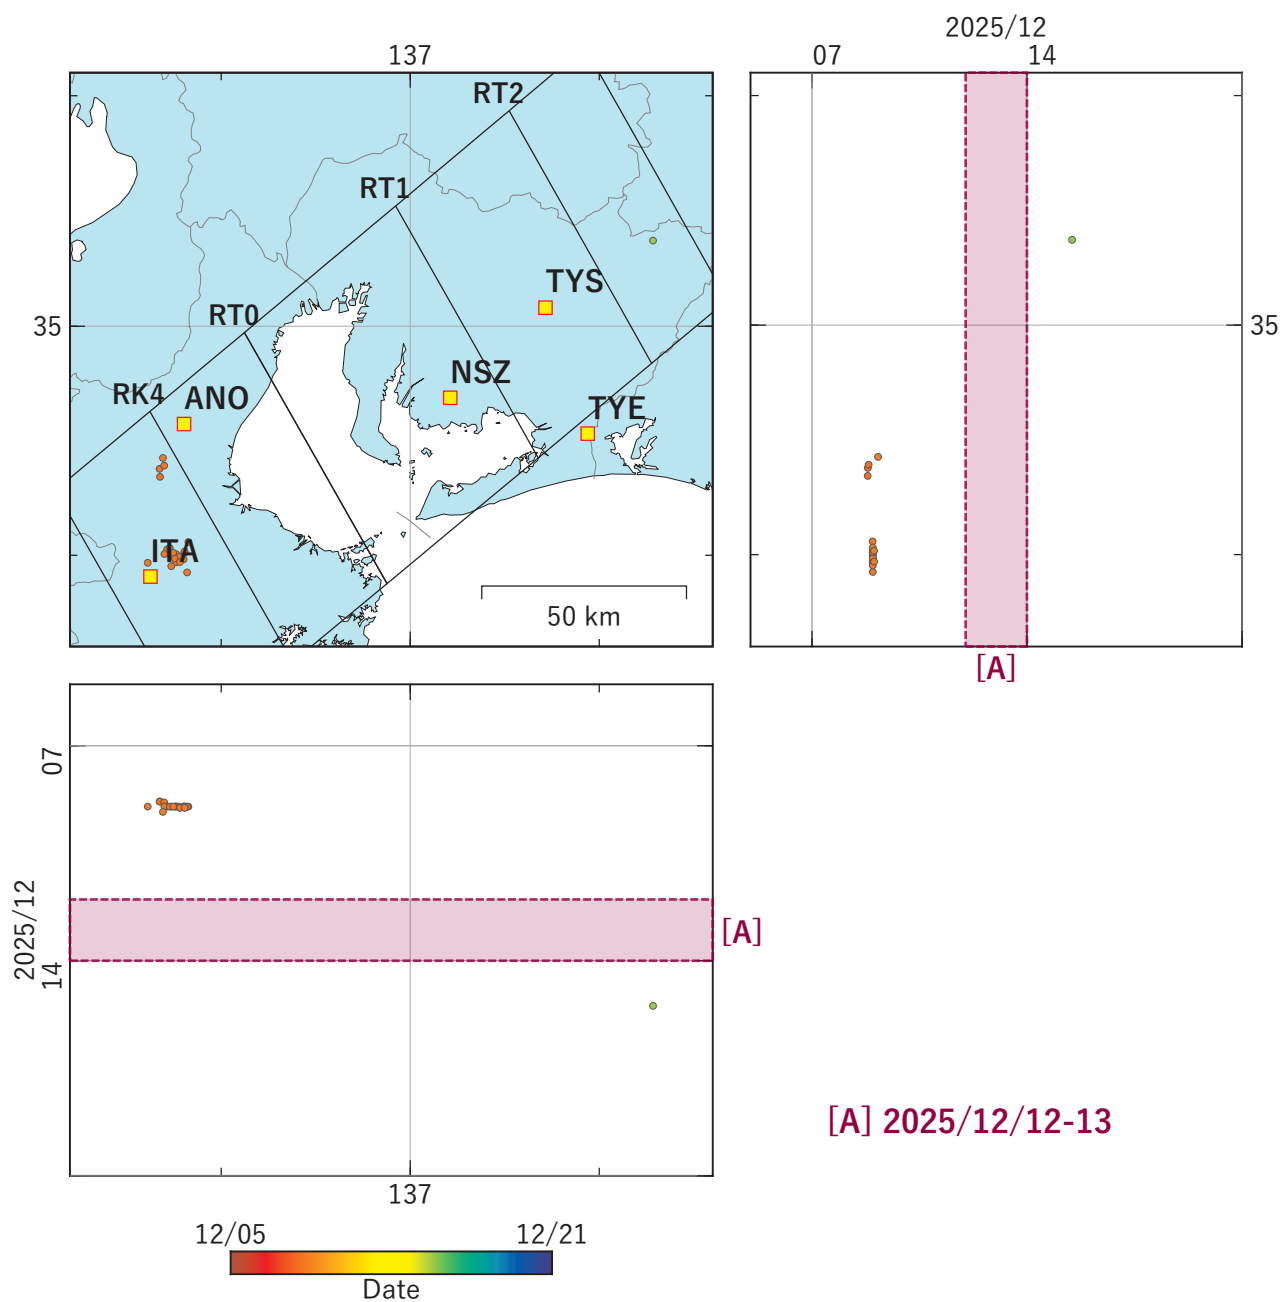 2025/12
137
07
14
RT2
RT1
TYS
35
35
RT0
NSZ
RK4
ANO
TYE
ITA
50 km
[A]
07
2025/12
14
[A]
[A] 2025/12/12-13
137
12/05
12/21
Date